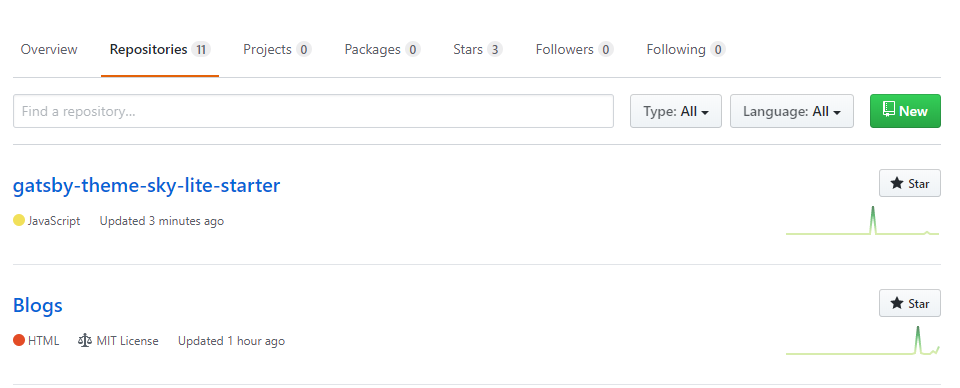 Overview Repositories 11 Projects 0 Packages 0 Stars 3 Followers 0 Following 0
Find a repository... Type: All Language: All New
gatsby-theme-sky-lite-starter Star
JavaScript Updated 3 minutes ago
Blogs Star
HTML MIT License Updated 1 hour ago